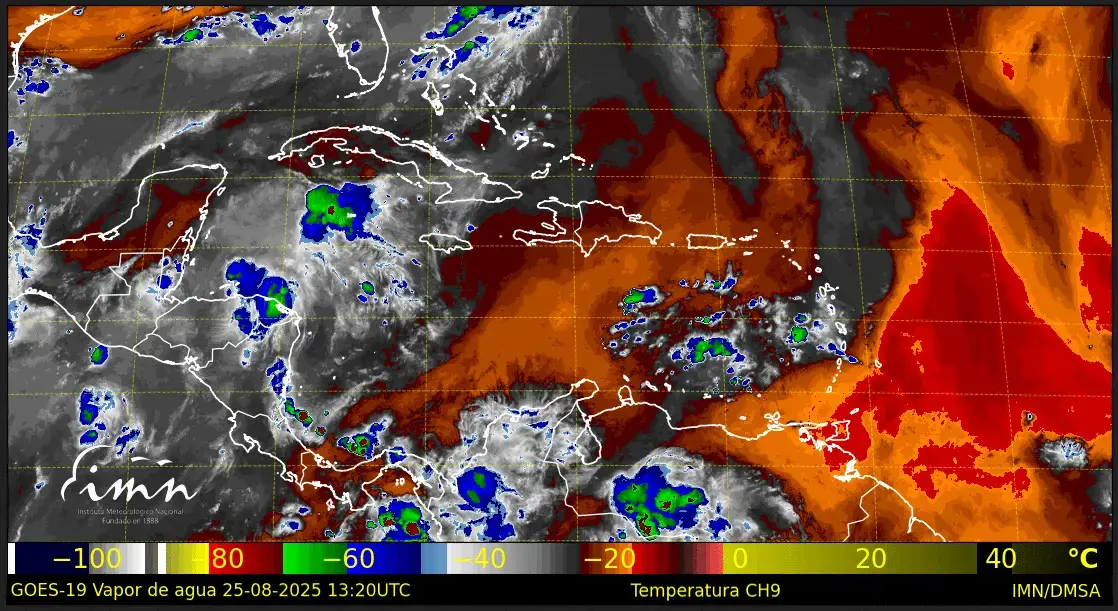 imn
Instituto Meteorológico Nacional
Fundado en 1888
−100 −80 −60 −40 −20 0 20 40 °C
GOES-19 Vapor de agua 25-08-2025 13:20UTC Temperatura CH9 IMN/DMSA